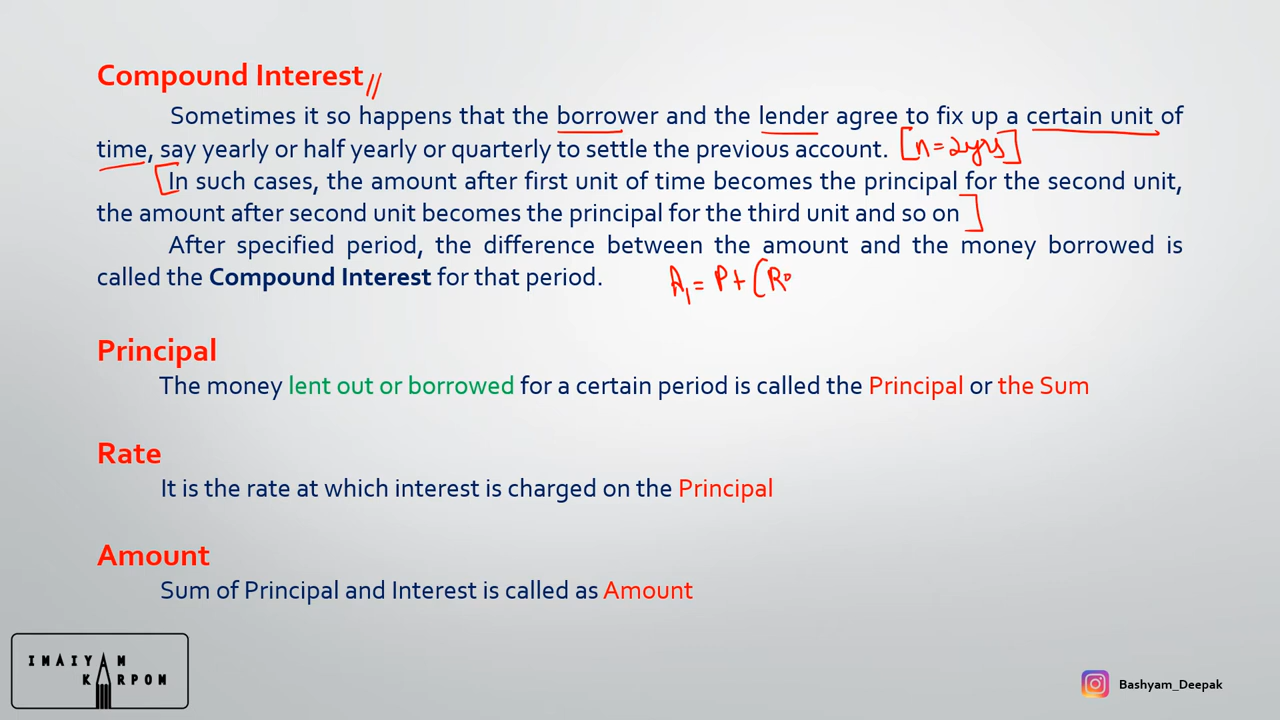 Compound Interest
Sometimes it so happens that the borrower and the lender agree to fix up a certain unit of
time, say yearly or half yearly or quarterly to settle the previous account. [n=2yrs]
[In such cases, the amount after first unit of time becomes the principal for the second unit,
the amount after second unit becomes the principal for the third unit and so on]
After specified period, the difference between the amount and the money borrowed is
called the Compound Interest for that period. A₁ = P+ (R
Principal
The money lent out or borrowed for a certain period is called the Principal or the Sum
Rate
It is the rate at which interest is charged on the Principal
Amount
Sum of Principal and Interest is called as Amount
IMAIYAM
KARPOM
Bashyam_Deepak